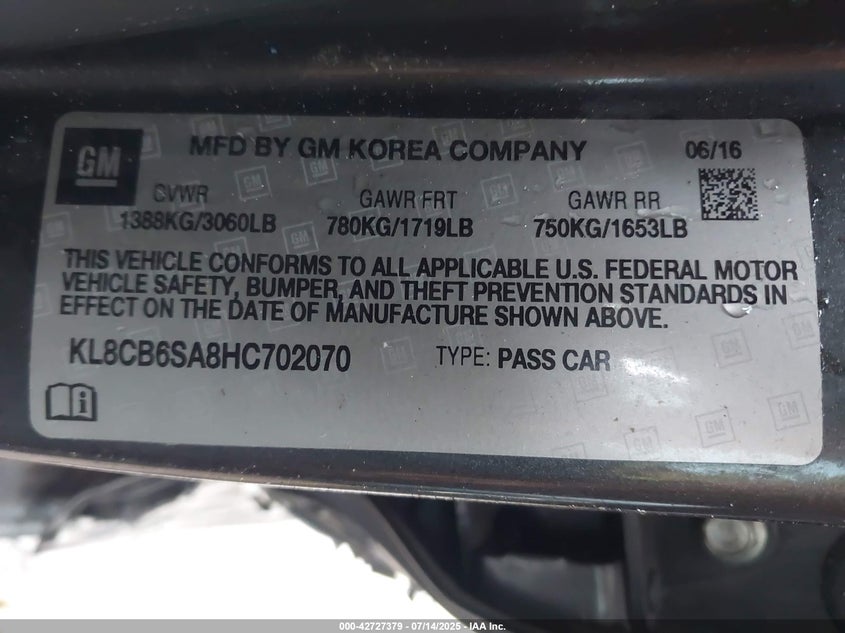 GM
MFD BY GM KOREA COMPANY 06/16
GVWR GAWR FRT GAWR RR
1388KG/3060LB 780KG/1719LB 750KG/1653LB
THIS VEHICLE CONFORMS TO ALL APPLICABLE U.S. FEDERAL MOTOR
VEHICLE SAFETY, BUMPER, AND THEFT PREVENTION STANDARDS IN
EFFECT ON THE DATE OF MANUFACTURE SHOWN ABOVE.
KL8CB6SA8HC702070 TYPE: PASS CAR
000-42727379 - 07/14/2025 - IAA Inc.